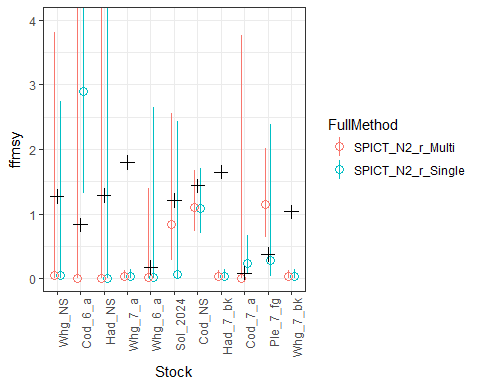 4
3
2
1
0
ffmsy
Whg_NS
Cod_6_a
Had_NS
Whg_7_a
Whg_6_a
Sol_2024
Cod_NS
Had_7_bk
Cod_7_a
Ple_7_fg
Whg_7_bk
Stock
FullMethod
SPICT_N2_r_Multi
SPICT_N2_r_Single